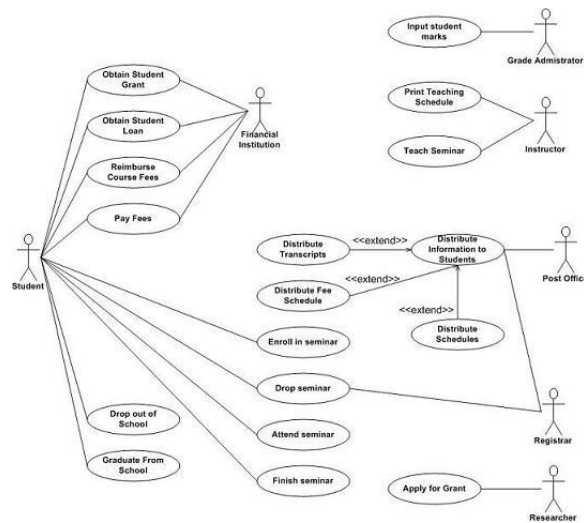 Input student
marks
Grade Admistrator
Obtain Student
Grant
Print Teaching
Schedule
Obtain Student
Loan
Financial
Institution
Teach Seminar
Instructor
Reimburse
Course Fees
Pay Fees
Student
Distribute
Transcripts
<<extend>>
Distribute
Information to
Students
Post Office
Distribute Fee
Schedule
<<extend>>
<<extend>>
Distribute
Schedules
Enroll in seminar
Drop seminar
Registrar
Drop out of
School
Attend seminar
Graduate From
School
Finish seminar
Apply for Grant
Researcher